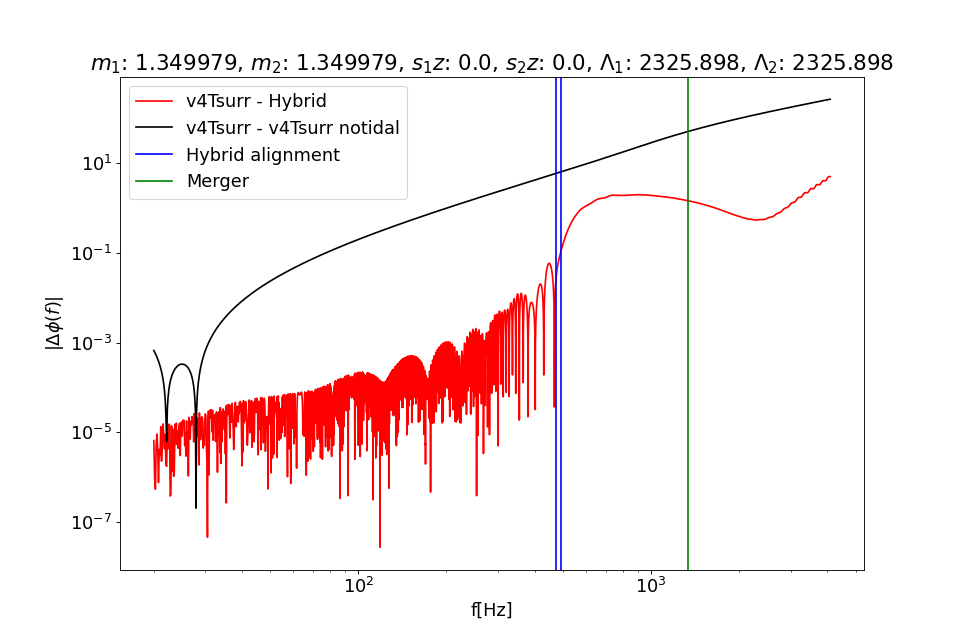 m₁: 1.349979, m₂: 1.349979, s₁z: 0.0, s₂z: 0.0, Λ₁: 2325.898, Λ₂: 2325.898
v4Tsurr - Hybrid
v4Tsurr - v4Tsurr notidal
Hybrid alignment
Merger
10¹
10⁻¹
10⁻³
10⁻⁵
10⁻⁷
|Δϕ(f)|
10² 10³
f[Hz]